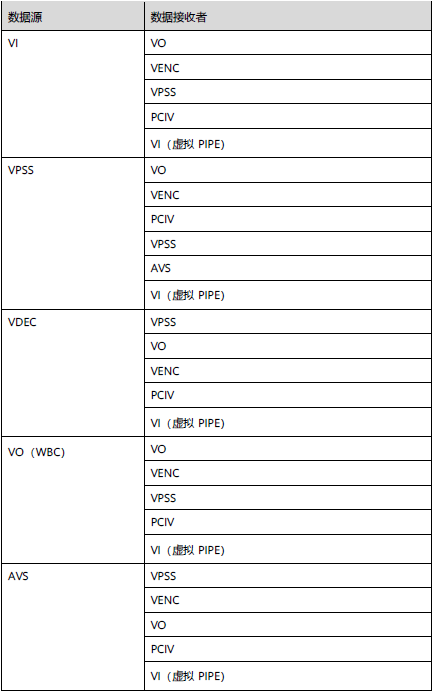 数据源 数据接收者
VI VO
VENC
VPSS
PCIV
VI（虚拟 PIPE）
VPSS VO
VENC
PCIV
VPSS
AVS
VI（虚拟 PIPE）
VDEC VPSS
VO
VENC
PCIV
VI（虚拟 PIPE）
VO（WBC） VO
VENC
VPSS
PCIV
VI（虚拟 PIPE）
AVS VPSS
VENC
VO
PCIV
VI（虚拟 PIPE）